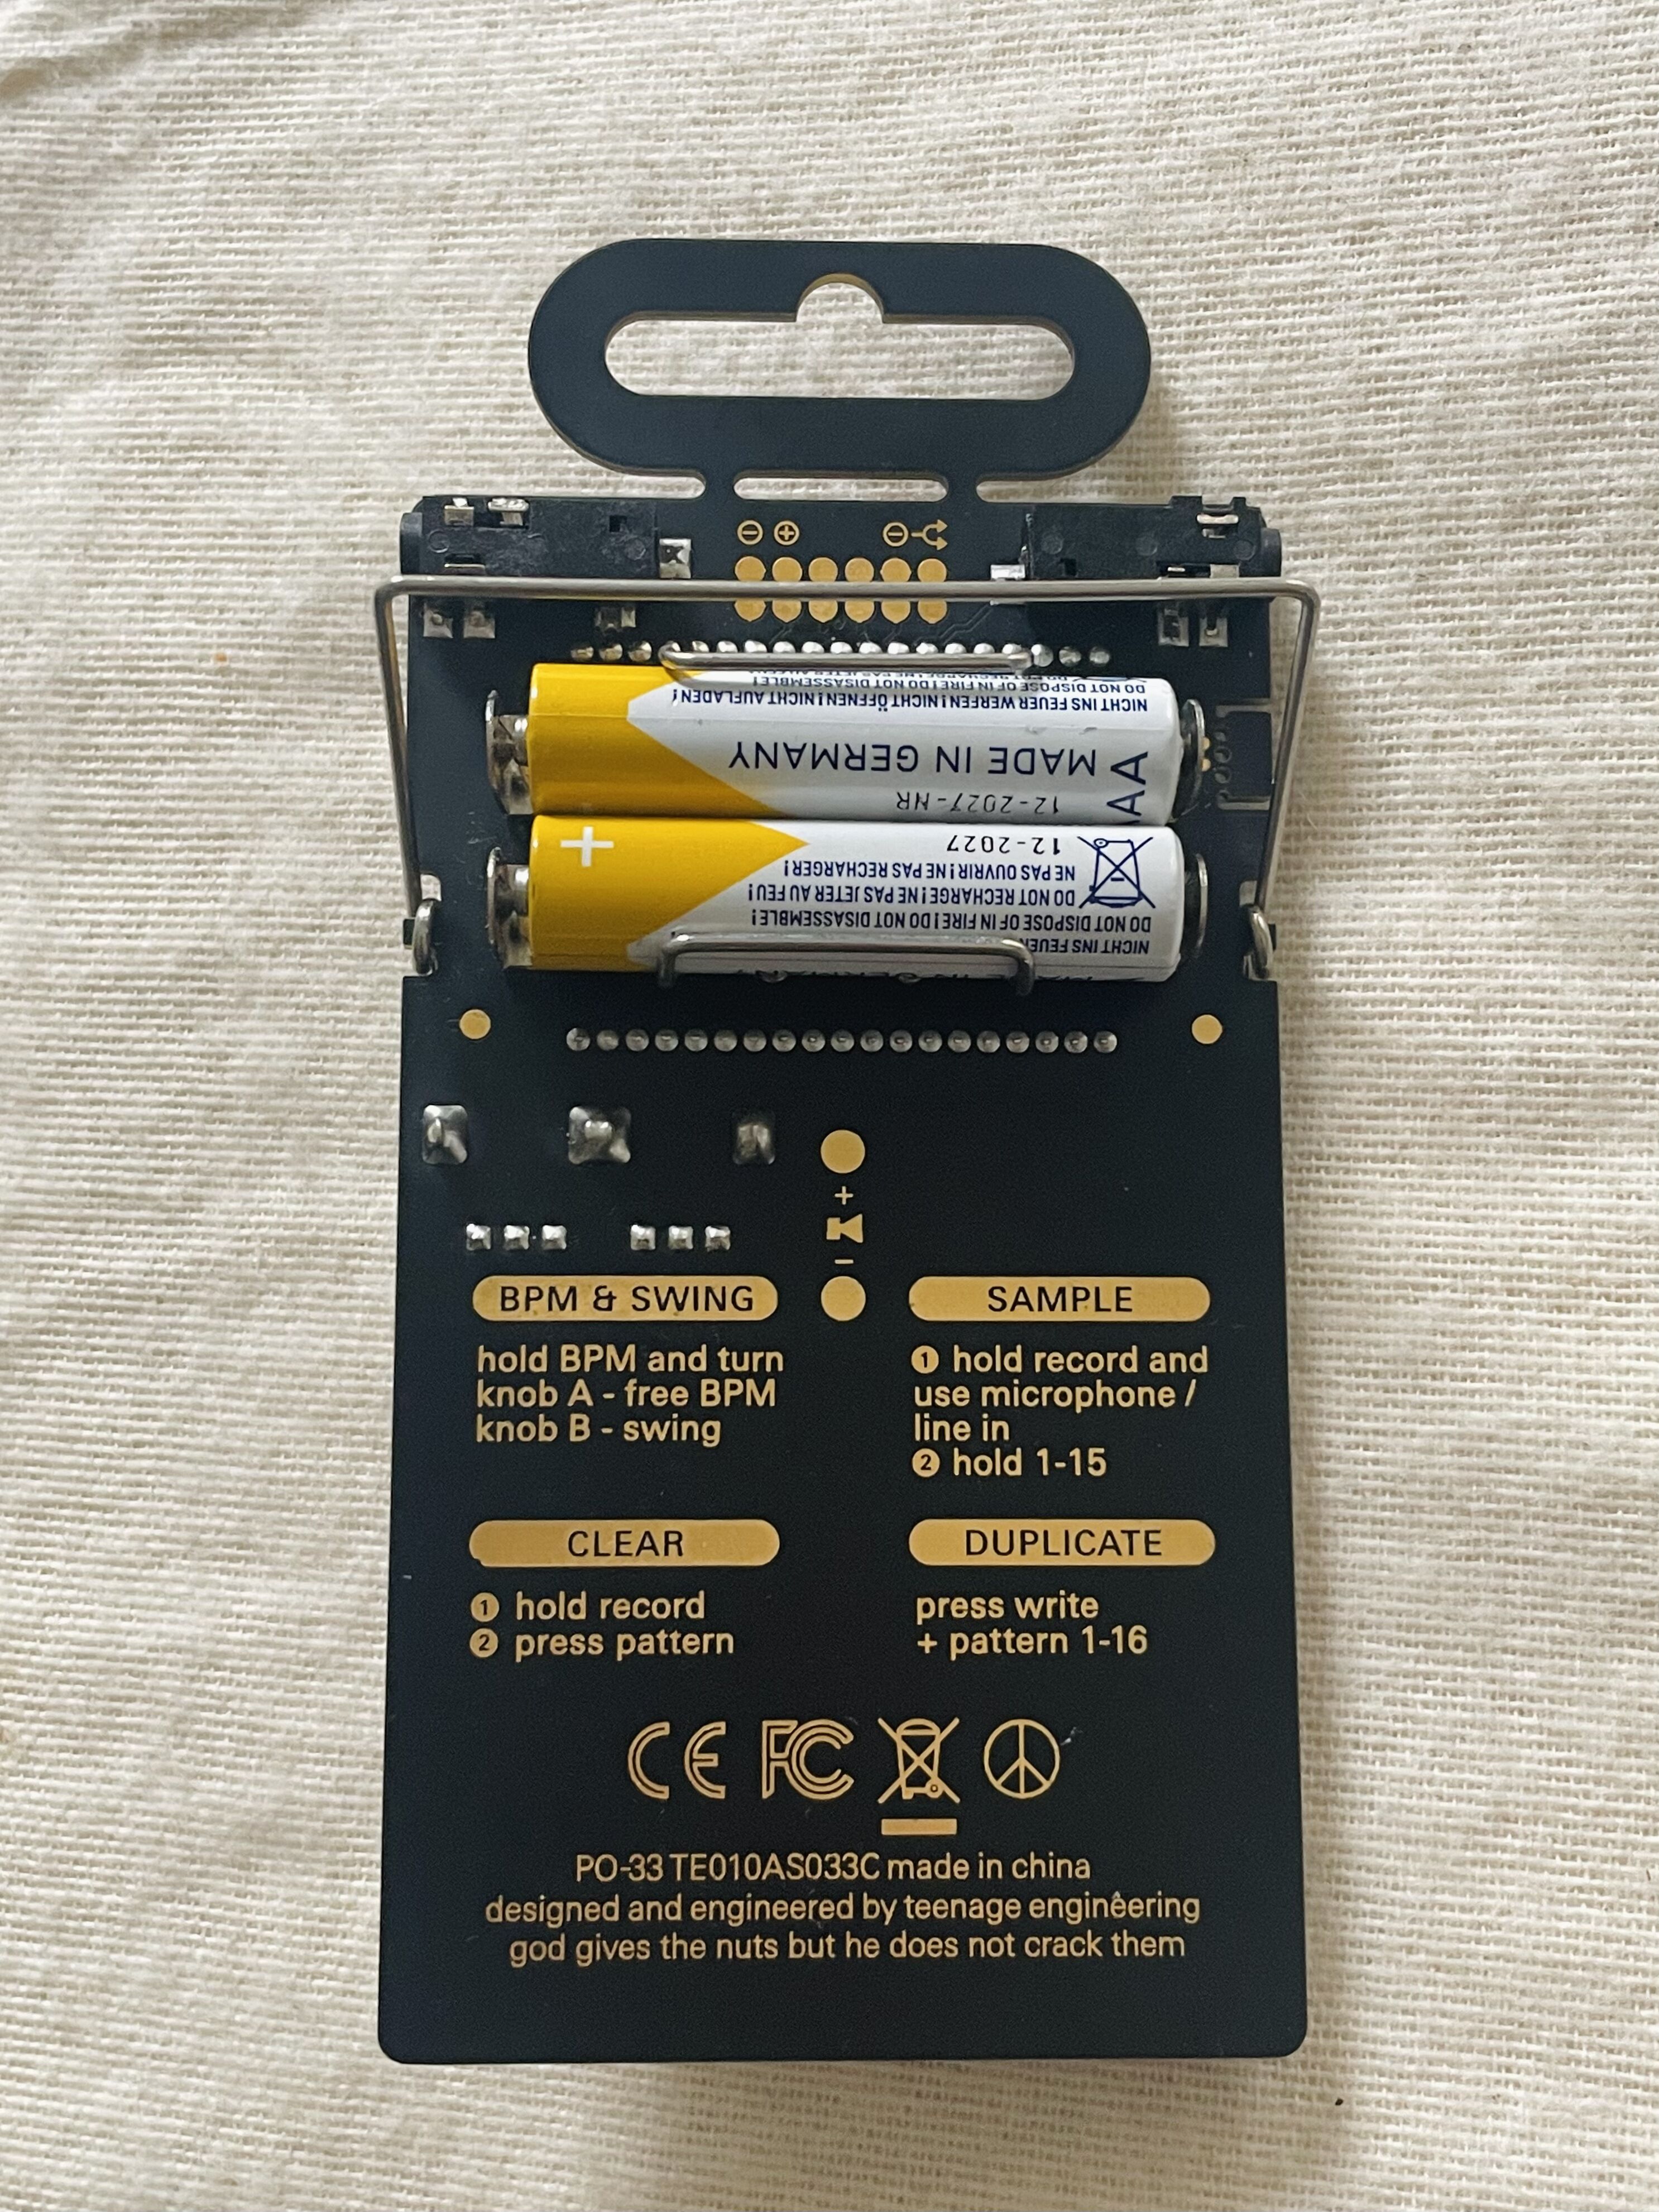 DO NOT DISPOSE OF IN FIRE! DO NOT DISASSEMBLE!
NICHT INS FEUER WERFEN! NICHT ÖFFNEN! NICHT AUFLADEN!
AAA MADE IN GERMANY
12-2027-NR
+
12-2027
NE PAS OUVRIR! NE PAS RECHARGER!
DO NOT RECHARGE! NE PAS JETER AU FEU!
DO NOT DISPOSE OF IN FIRE! DO NOT DISASSEMBLE!
NICHT INS FEUER
+
-
BPM & SWING
hold BPM and turn
knob A - free BPM
knob B - swing
SAMPLE
1 hold record and
use microphone /
line in
2 hold 1-15
CLEAR
1 hold record
2 press pattern
DUPLICATE
press write
+ pattern 1-16
CE FC
PO-33 TE010AS033C made in china
designed and engineered by teenage engineering
god gives the nuts but he does not crack them